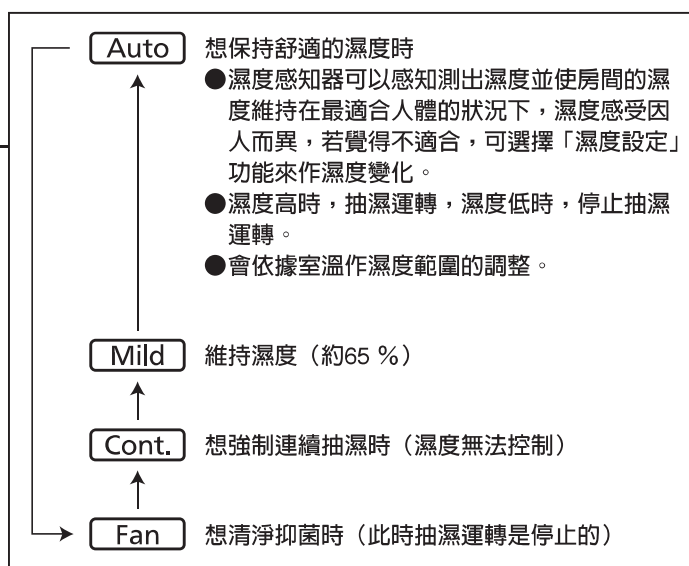 Auto 想保持舒適的濕度時
●濕度感知器可以感知測出濕度並使房間的濕
度維持在最適合人體的狀況下，濕度感受因
人而異，若覺得不適合，可選擇「濕度設定」
功能來作濕度變化。
●濕度高時，抽濕運轉，濕度低時，停止抽濕
運轉。
●會依據室溫作濕度範圍的調整。
Mild 維持濕度（約65 %）
Cont. 想強制連續抽濕時（濕度無法控制）
Fan 想清淨抑菌時（此時抽濕運轉是停止的）